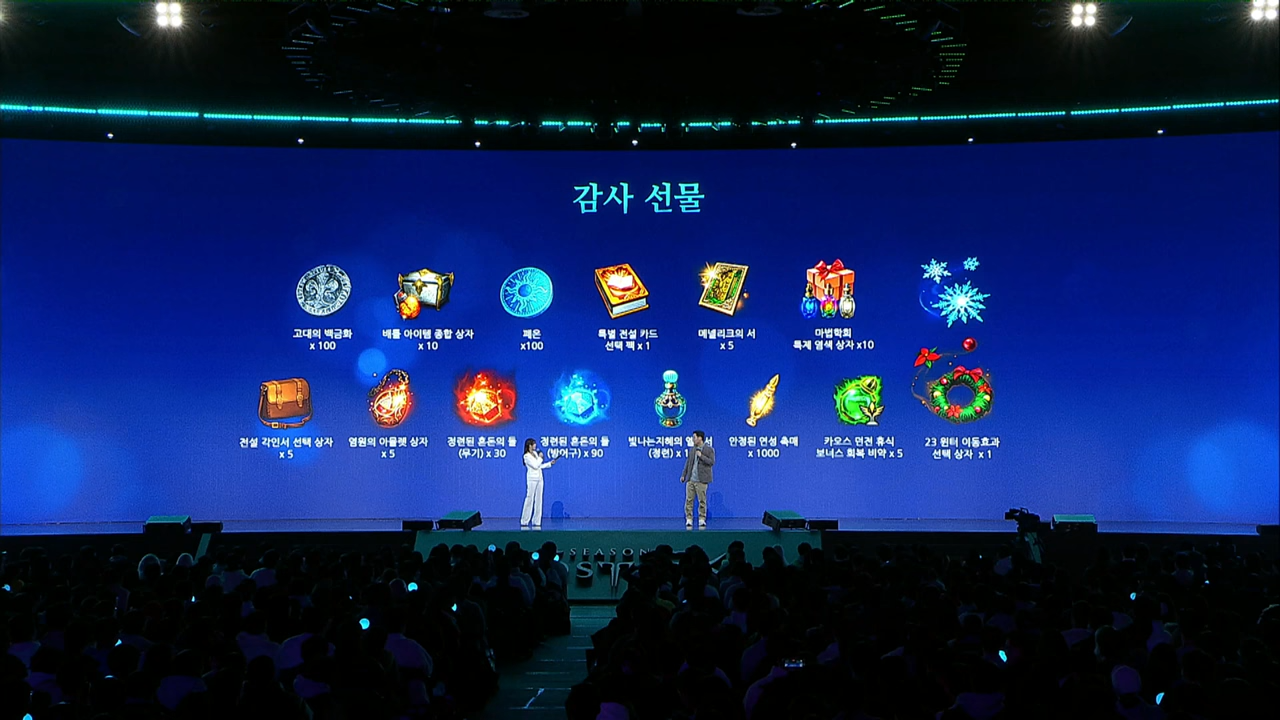 감사 선물
고대의 백금화
x 100
배틀 아이템 종합 상자
x 10
페온
x100
특별 전설 카드
선택 팩 x 1
메넬리크의 서
x 5
마법학회
특제 염색 상자 x10
전설 각인서 선택 상자
x 5
염원의 아뮬렛 상자
x 5
정련된 혼돈의 돌
(무기) x 30
정련된 혼돈의 돌
(방어구) x 90
빛나는지혜의
(정련) x
안정된 연성 촉매
x 1000
카오스 던전 휴식
보너스 회복 비약 x 5
23 윈터 이동효과
선택 상자 x 1
SEASON